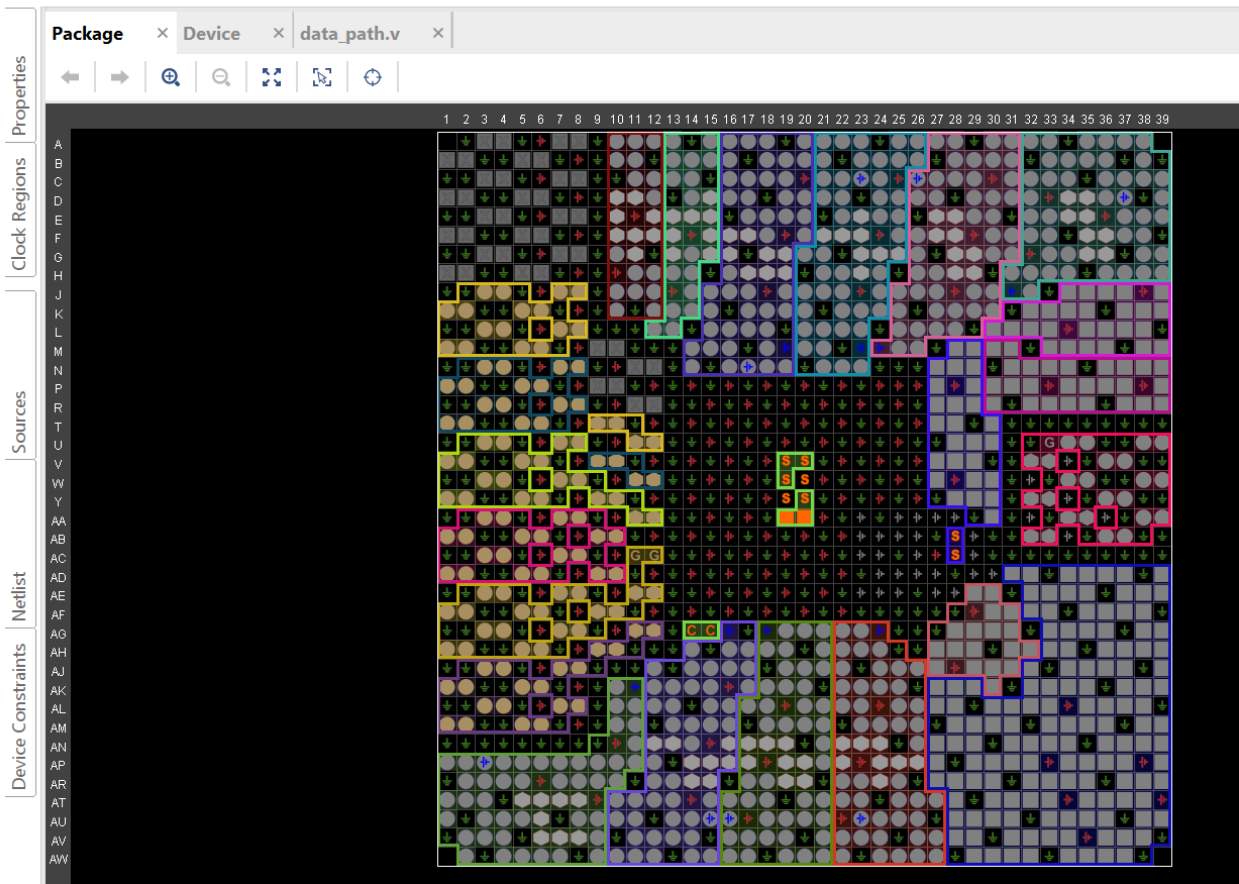 Package × Device × data_path.v ×
Properties
Clock Regions
Sources
Netlist
Device Constraints
1 2 3 4 5 6 7 8 9 10 11 12 13 14 15 16 17 18 19 20 21 22 23 24 25 26 27 28 29 30 31 32 33 34 35 36 37 38 39
A
B
C
D
E
F
G
H
J
K
L
M
N
P
R
T
U G
V S S
W S S
Y S S
AA
AB S
AC G G S
AD
AE
AF
AG C C
AH
AJ
AK
AL
AM
AN
AP
AR
AT
AU
AV
AW